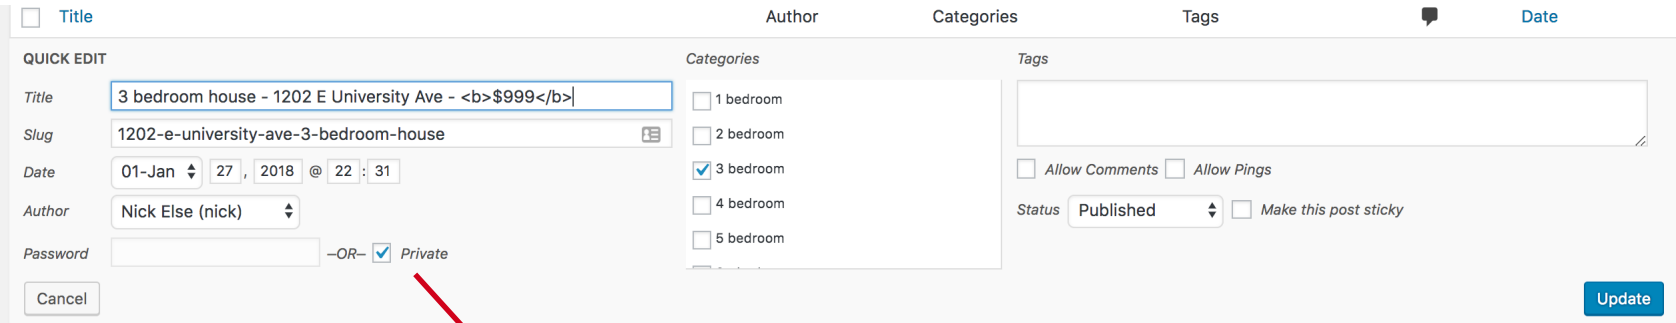 Title Author Categories Tags Date
QUICK EDIT Categories Tags
Title 3 bedroom house - 1202 E University Ave - <b>$999</b>
1 bedroom
Slug 1202-e-university-ave-3-bedroom-house 2 bedroom
Date 01-Jan 27 , 2018 @ 22 : 31 3 bedroom Allow Comments Allow Pings
Author Nick Else (nick) 4 bedroom Status Published Make this post sticky
5 bedroom
Password –OR– Private
Cancel Update